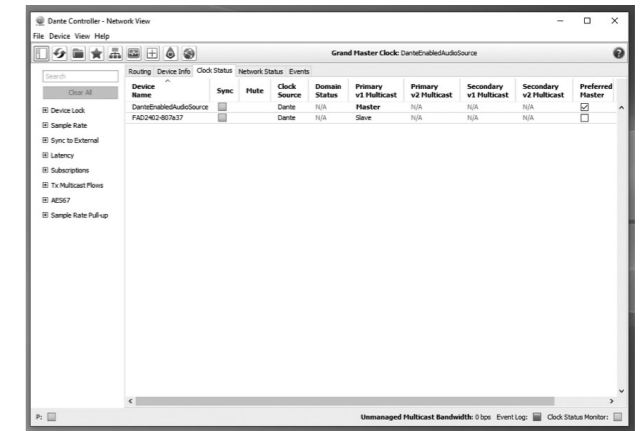 Dante Controller - Network View
File Device View Help
Grand Master Clock: DanteEnabledAudioSource
Search
Clear All
Device Lock
Sample Rate
Sync to External
Latency
Subscriptions
Tx Multicast Flows
AES67
Sample Rate Pull-up
Routing Device Info Clock Status Network Status Events
Device Name Sync Mute Clock Source Domain Status Primary v1 Multicast Primary v2 Multicast Secondary v1 Multicast Secondary v2 Multicast Preferred Master
DanteEnabledAudioSource Dante N/A Master N/A N/A N/A
FAD2402-807a37 Dante N/A Slave N/A N/A N/A
P: Unmanaged Multicast Bandwidth: 0 bps Event Log: Clock Status Monitor: